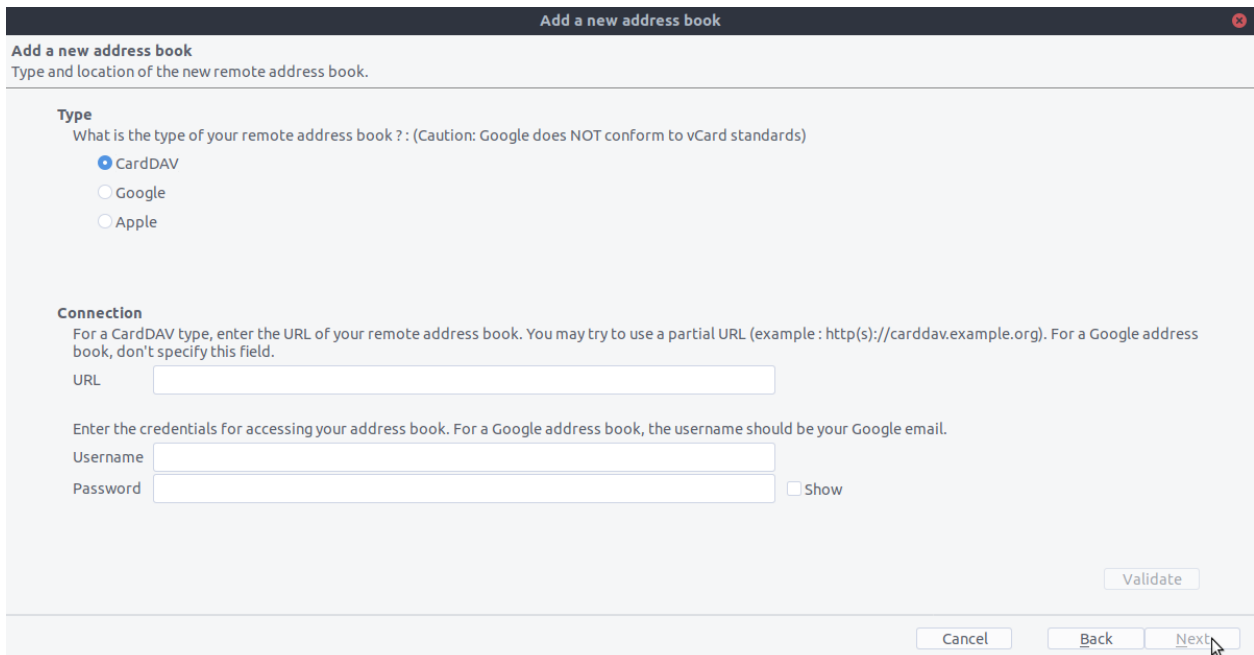 Add a new address book
Add a new address book
Type and location of the new remote address book.
Type
What is the type of your remote address book ? : (Caution: Google does NOT conform to vCard standards)
CardDAV
Google
Apple
Connection
For a CardDAV type, enter the URL of your remote address book. You may try to use a partial URL (example : http(s)://carddav.example.org). For a Google address
book, don't specify this field.
URL
Enter the credentials for accessing your address book. For a Google address book, the username should be your Google email.
Username
Password Show
Validate
Cancel Back Next